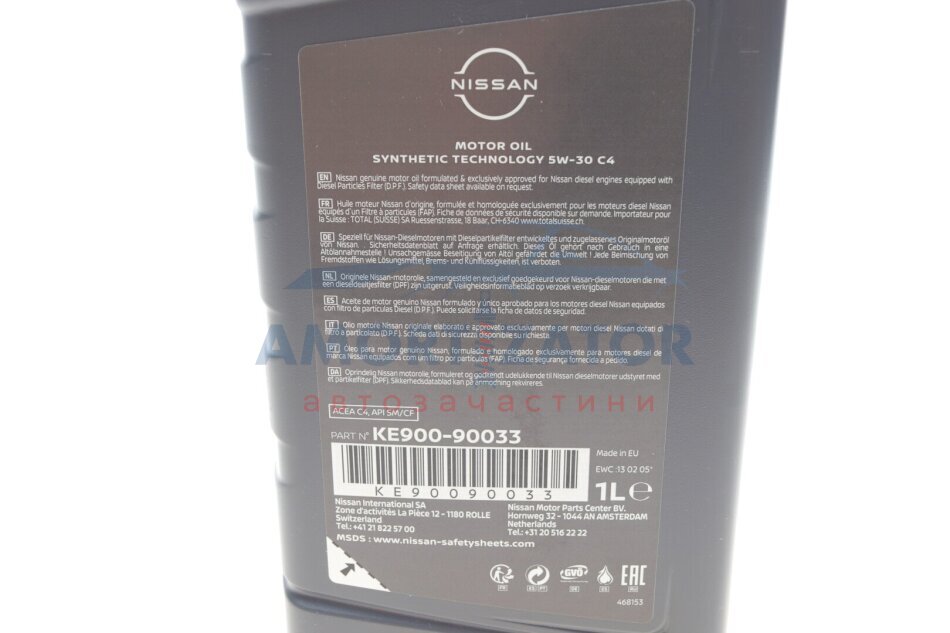 NISSAN
MOTOR OIL
SYNTHETIC TECHNOLOGY 5W-30 C4
EN Nissan genuine motor oil formulated & exclusively approved for Nissan diesel engines equipped with
Diesel Particles Filter (D.P.F.). Safety data sheet available on request.
FR Huile moteur Nissan d'origine, formulée et homologuée exclusivement pour les moteurs diesel Nissan
équipés d'un Filtre à particules (FAP). Fiche de données de sécurité disponible sur demande. Importateur pour
la Suisse : TOTAL (SUISSE) SA Ruessenstrasse, 18 Baar, CH-6340 www.totalsuisse.ch.
DE Speziell für Nissan-Dieselmotoren mit Dieselpartikelfilter entwickeltes und zugelassenes Originalmotoröl
von Nissan. . Sicherheitsdatenblatt auf Anfrage erhältlich. Dieses Öl gehört nach Gebrauch in eine
Altölannahmestelle ! Unsachgemässe Beseitigung von Altöl gefährdet die Umwelt ! Jede Beimischung von
Fremdstoffen wie Lösungsmittel, Brems- und Kühlflüssigkeiten, ist verboten.
NL Originele Nissan-motorolie, samengesteld en exclusief goedgekeurd voor Nissan-dieselmotoren die met
een dieseldeeltjesfilter (DPF) zijn uitgerust. Veiligheidsinformatieblad op verzoek verkrijgbaar.
ES Aceite de motor genuino Nissan formulado y único aprobado para los motores diesel Nissan equipados
con filtro de partículas Diesel (D.P.F.). Puede solicitarse la ficha de datos de seguridad.
IT Olio motore Nissan originale elaborato e approvato esclusivamente per motori diesel Nissan dotati di
filtro a particolato (D.P.F.). Scheda dati di sicurezza disponibile su richiesta.
PT Óleo para motor genuíno Nissan, formulado e homologado exclusivamente para motores diesel de
marca Nissan equipados com um filtro por partículas (FAP). Ficha de segurança fornecida a pedido.
DA Oprindelig Nissan motorolie, formuleret og godkendt udelukkende til Nissan dieselmotorer udstyret med
et partikelfilter (DPF). Sikkerhedsdatablad kan på anmodning rekvireres.
автозачастини
ACEA C4, API SM/CF
PART N° KE900-90033
KE90090033
Made in EU
EWC :13 02 05*
1L e
Nissan International SA
Zone d'activités La Pièce 12 - 1180 ROLLE
Switzerland
Tel.: +41 21 822 57 00
Nissan Motor Parts Center BV.
Hornweg 32 - 1044 AN AMSTERDAM
Netherlands
Tel.: +31 20 516 22 22
MSDS : www.nissan-safetysheets.com
GVÖ EAC
FR ES PT DE ES RU
468153